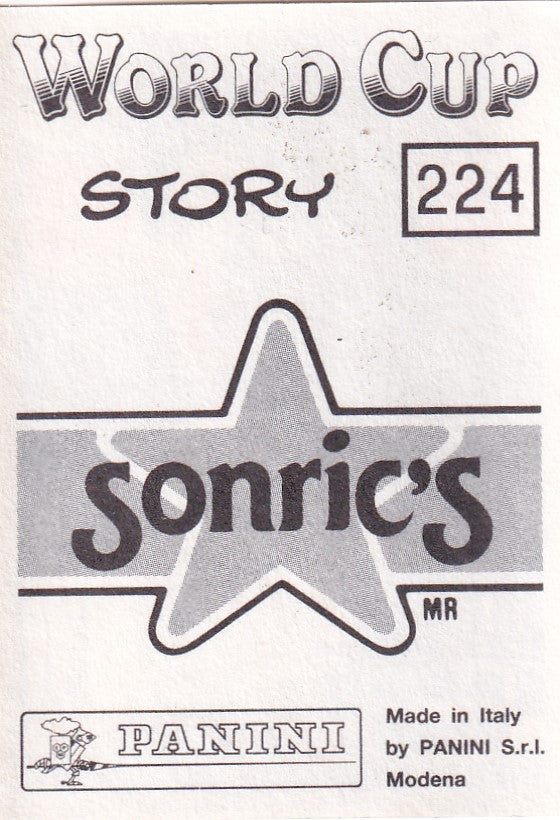 WORLD CUP
STORY
224
sonric's
MR
PANINI
Made in Italy
by PANINI S.r.l.
Modena